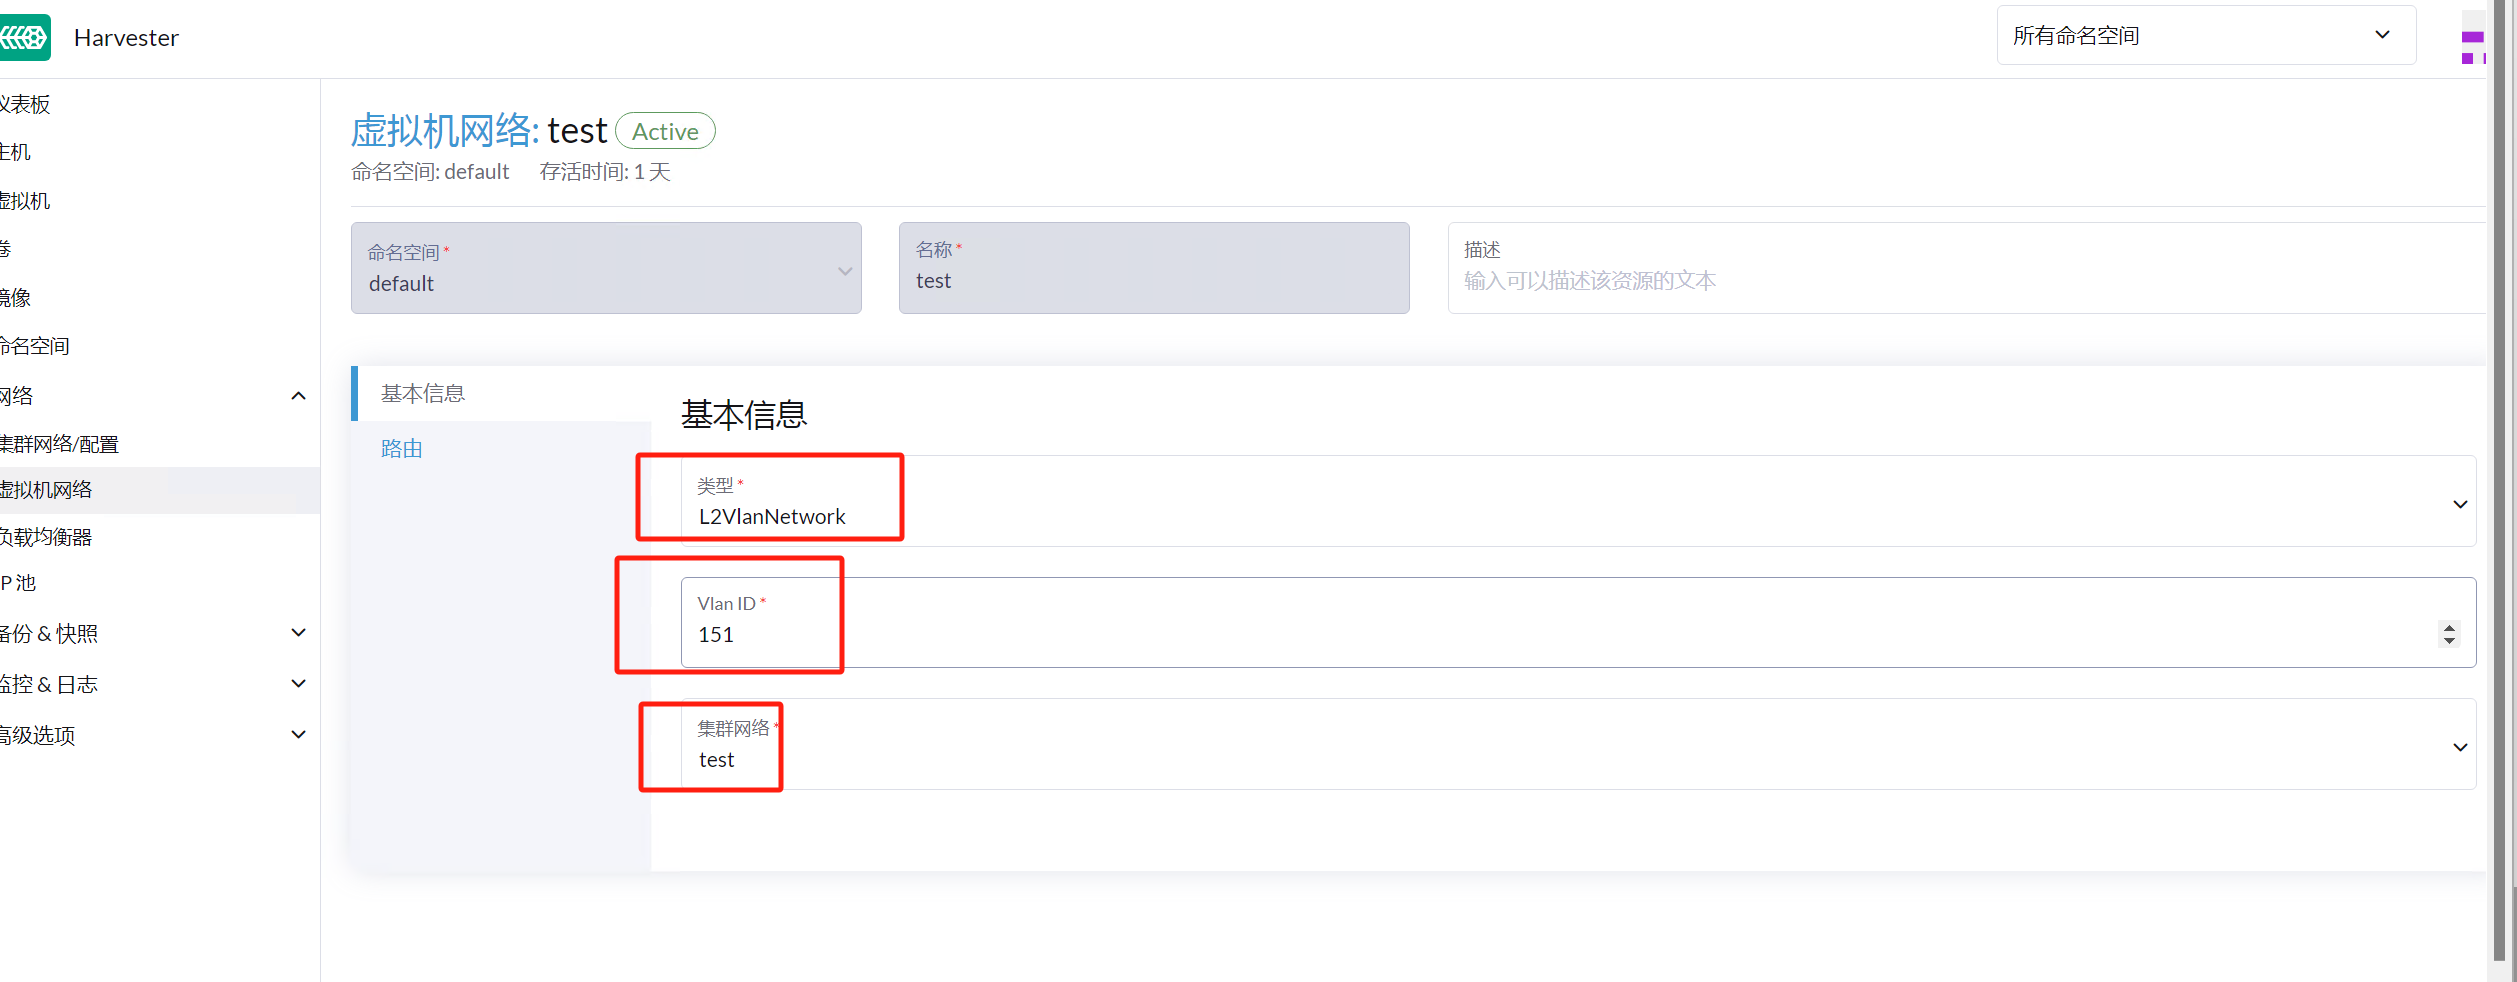 Harvester
所有命名空间
仪表板
主机
虚拟机
卷
镜像
命名空间
网络
集群网络/配置
虚拟机网络
负载均衡器
P 池
备份 & 快照
监控 & 日志
高级选项
虚拟机网络: test Active
命名空间: default 存活时间: 1 天
命名空间 *
default
名称 *
test
描述
输入可以描述该资源的文本
基本信息
路由
基本信息
类型 *
L2VlanNetwork
Vlan ID *
151
集群网络 *
test